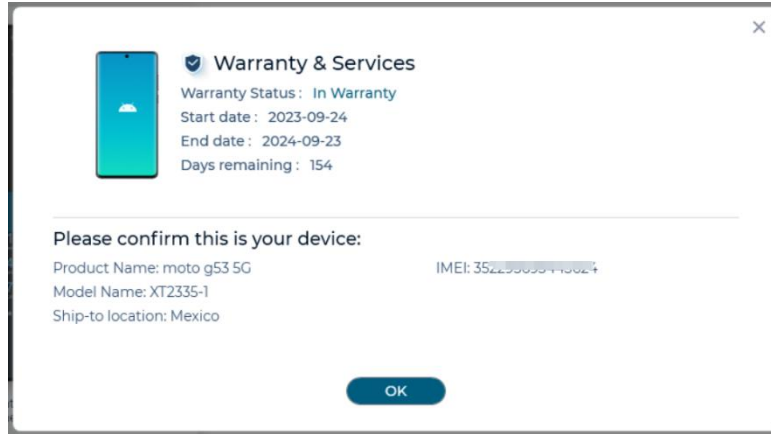 Warranty & Services
Warranty Status : In Warranty
Start date : 2023-09-24
End date : 2024-09-23
Days remaining : 154
Please confirm this is your device:
Product Name: moto g53 5G
IMEI:
Model Name: XT2335-1
Ship-to location: Mexico
OK